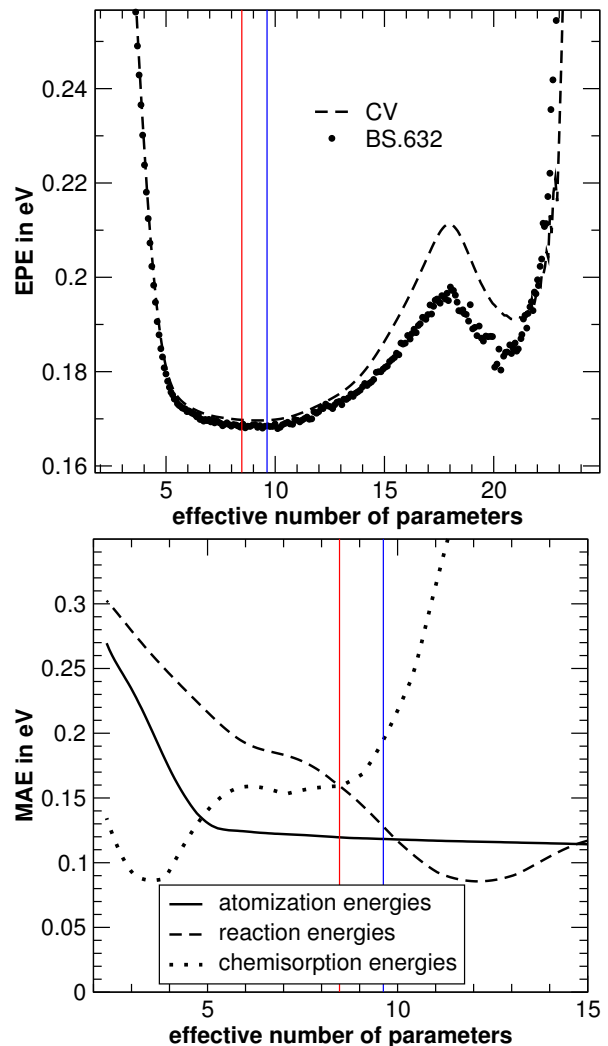 0.24
0.22
0.2
0.18
0.16
EPE in eV
CV
BS.632
5 10 15 20
effective number of parameters
0.3
0.25
0.2
0.15
0.1
0.05
0
MAE in eV
atomization energies
reaction energies
chemisorption energies
5 10 15
effective number of parameters